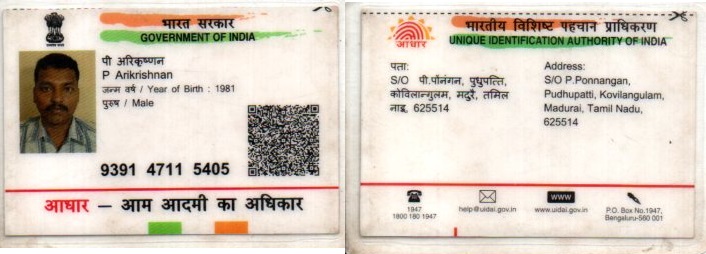 भारत सरकार
GOVERNMENT OF INDIA
पी अरिकृष्णन
P Arikrishnan
जन्म वर्ष / Year of Birth : 1981
पुरुष / Male
9391 4711 5405
आधार – आम आदमी का अधिकार
भारतीय विशिष्ट पहचान प्राधिकरण
UNIQUE IDENTIFICATION AUTHORITY OF INDIA
आधार
पता:
S/O पी.पोंनंगन, पुधुपत्ति,
कोविलान्गुलम, मदुरै, तमिल
नाडू, 625514
Address:
S/O P.Ponnangan,
Pudhupatti, Kovilangulam,
Madurai, Tamil Nadu,
625514
1947
1800 180 1947
help@uidai.gov.in
www
www.uidai.gov.in
P.O. Box No.1947,
Bengaluru-560 001